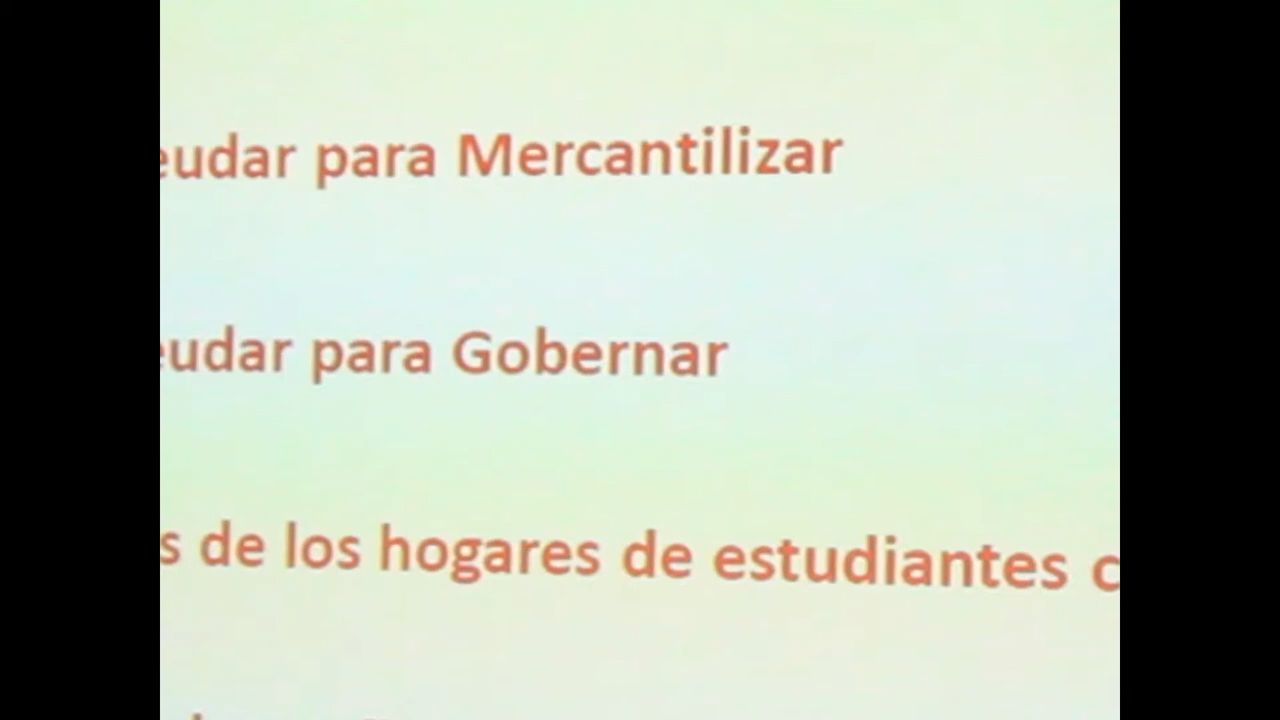 eudar para Mercantilizar
eudar para Gobernar
s de los hogares de estudiantes c